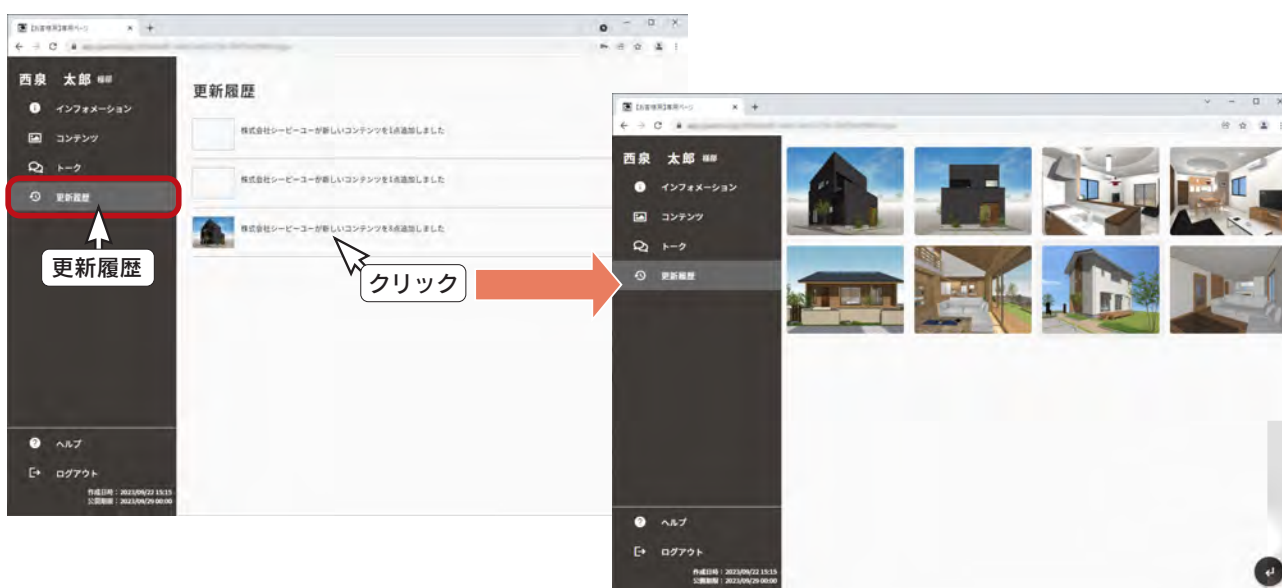 【お客様用】専用ページ
西泉 太郎 様邸
インフォメーション
コンテンツ
トーク
更新履歴
更新履歴
ヘルプ
ログアウト
作成日時：2023/09/22 15:15
公開期限：2023/09/29 00:00
更新履歴
株式会社シーピーユーが新しいコンテンツを1点追加しました
株式会社シーピーユーが新しいコンテンツを1点追加しました
株式会社シーピーユーが新しいコンテンツを8点追加しました
クリック
【お客様用】専用ページ
西泉 太郎 様邸
インフォメーション
コンテンツ
トーク
更新履歴
ヘルプ
ログアウト
作成日時：2023/09/22 15:15
公開期限：2023/09/29 00:00